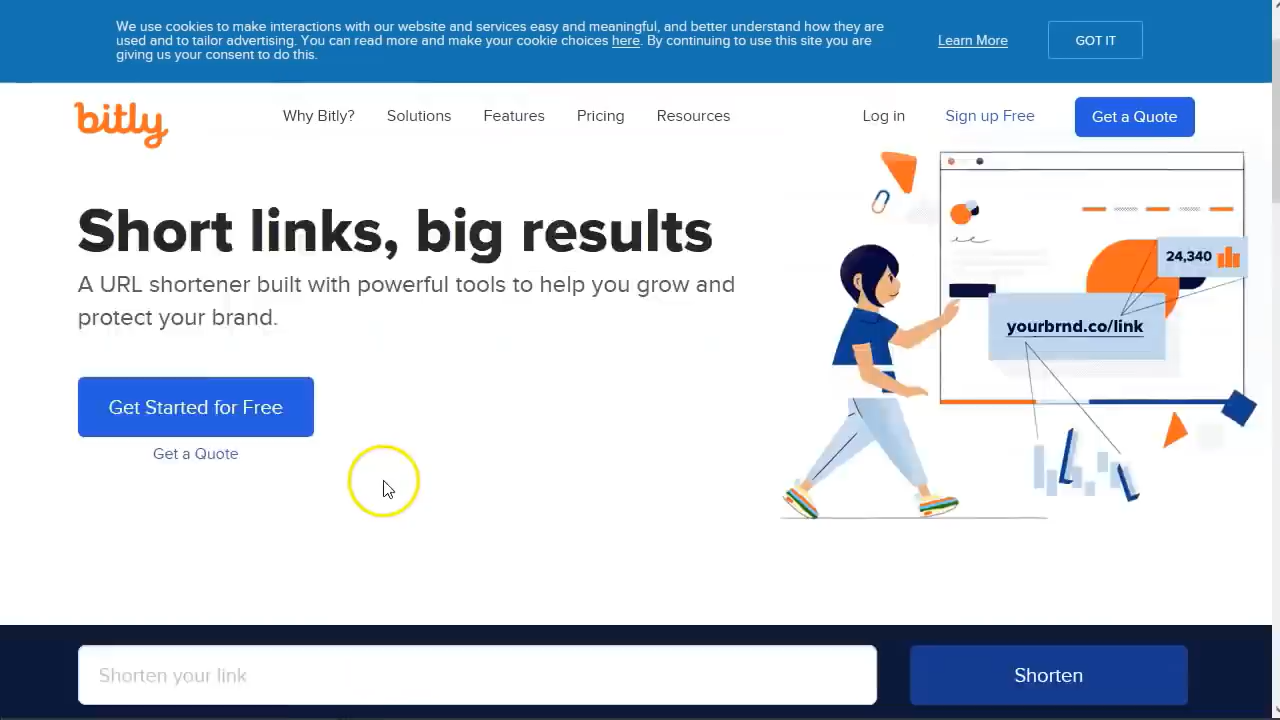 We use cookies to make interactions with our website and services easy and meaningful, and better understand how they are
used and to tailor advertising. You can read more and make your cookie choices here. By continuing to use this site you are
giving us your consent to do this.
Learn More
GOT IT
bitly
Why Bitly?
Solutions
Features
Pricing
Resources
Log in
Sign up Free
Get a Quote
Short links, big results
A URL shortener built with powerful tools to help you grow and
protect your brand.
Get Started for Free
Get a Quote
24,340
yourbrnd.co/link
Shorten your link
Shorten